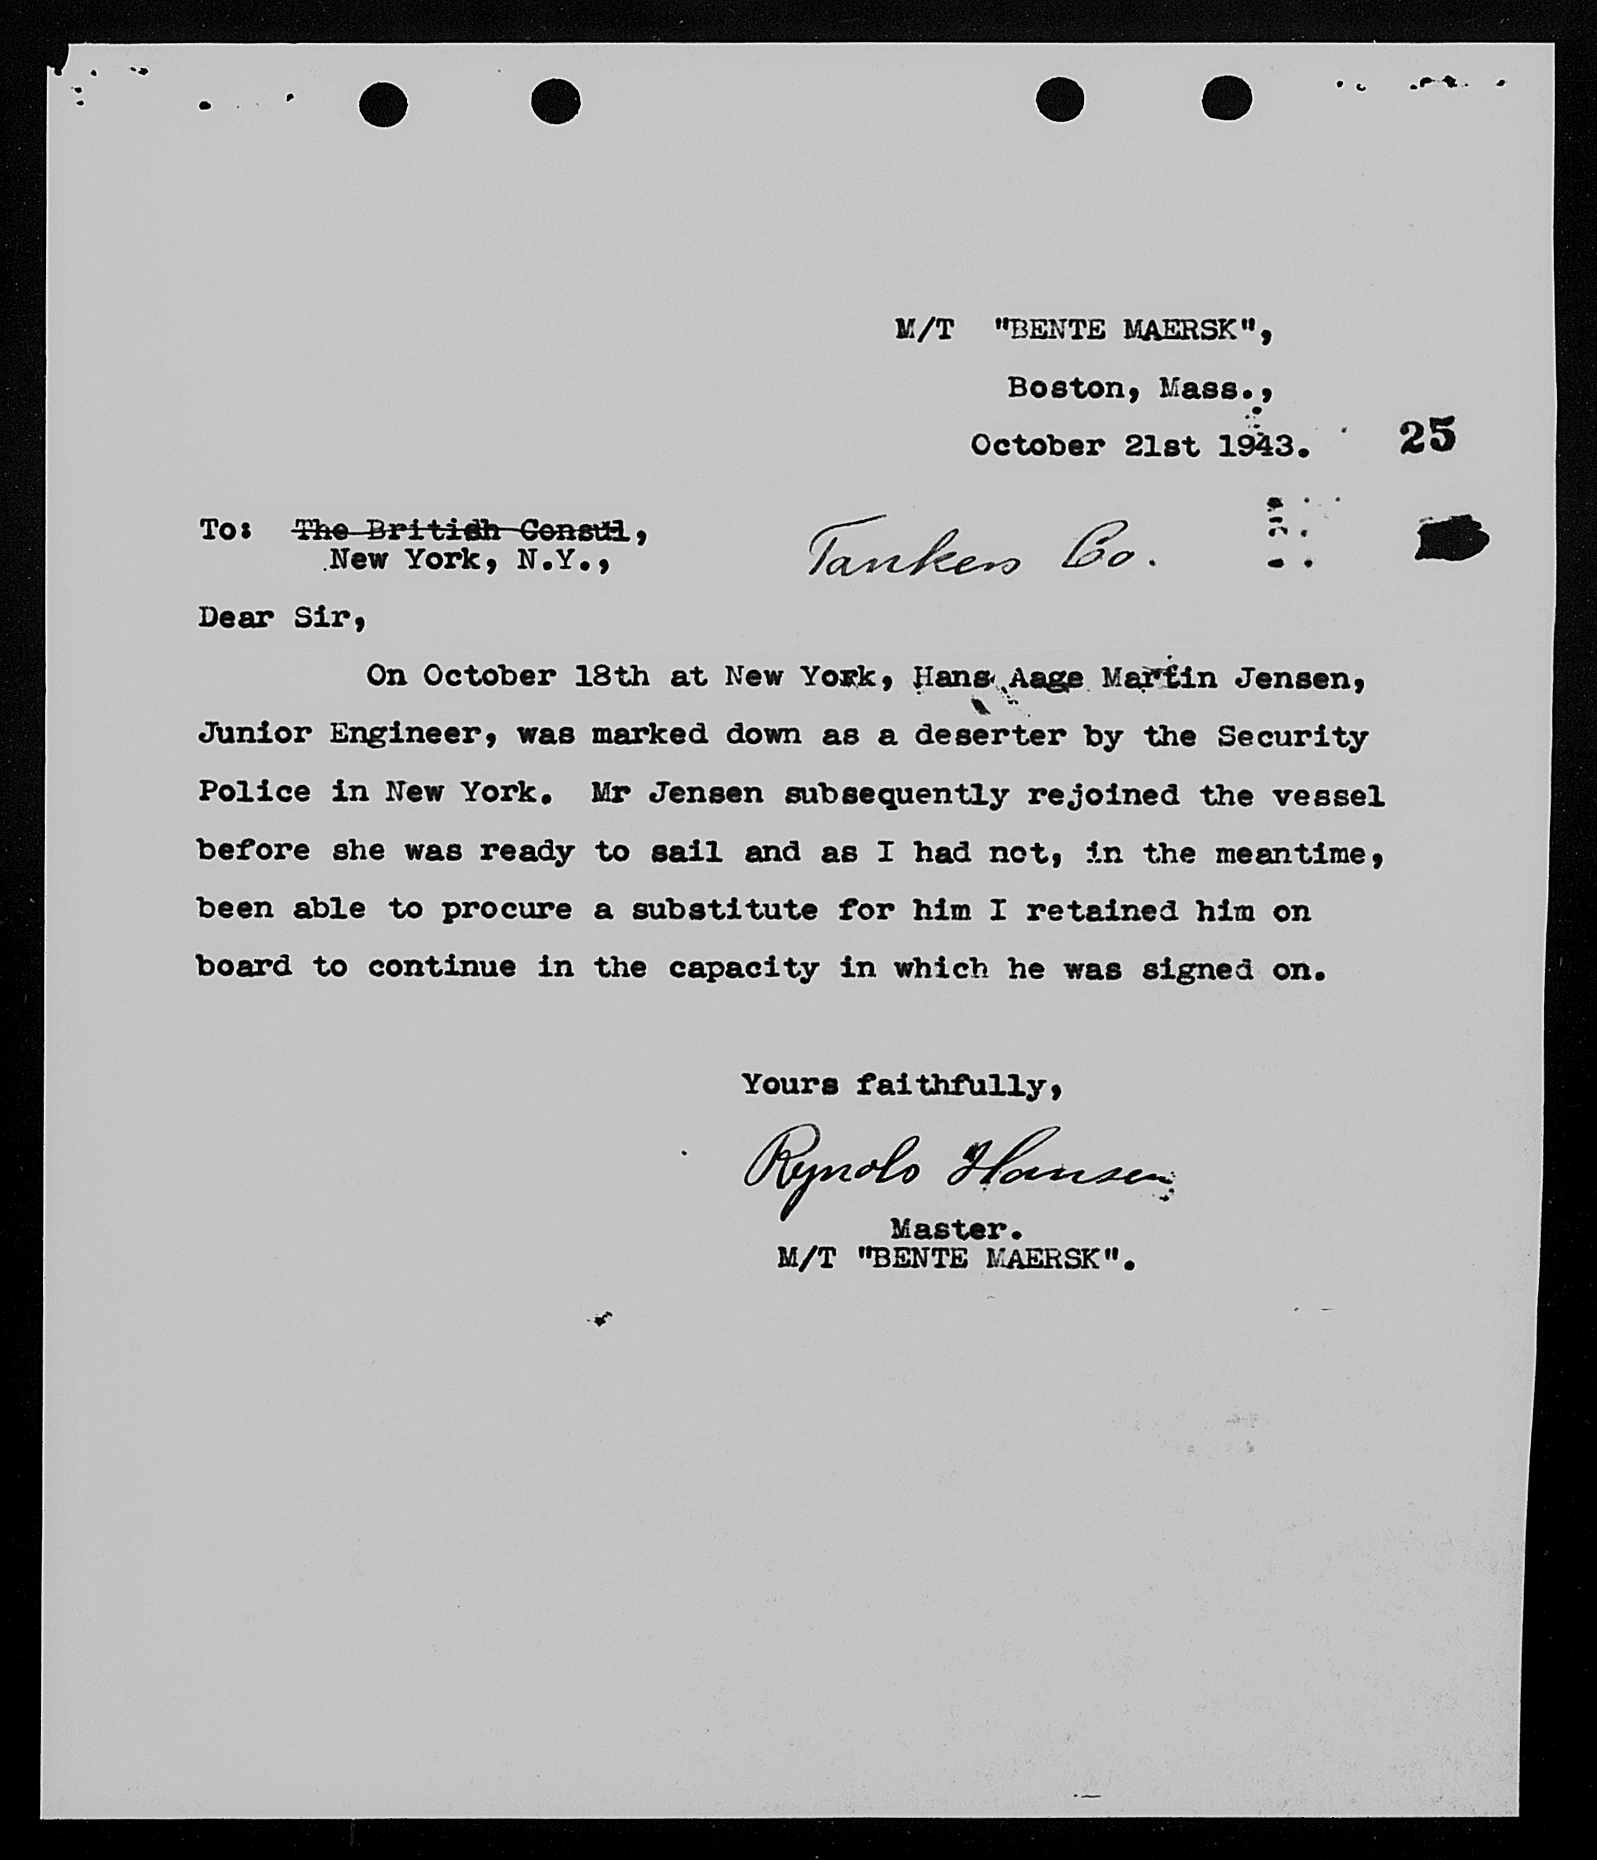 M/T "BENTE MAERSK",
Boston, Mass.,
October 21st 1943.
25
To: The British Consul,
Tankers Co.
New York, N.Y.,
Dear Sir,
On October 18th at New York, Hans Aage Martin Jensen,
Junior Engineer, was marked down as a deserter by the Security
Police in New York. Mr Jensen subsequently rejoined the vessel
before she was ready to sail and as I had not, in the meantime,
been able to procure a substitute for him I retained him on
board to continue in the capacity in which he was signed on.
Yours faithfully,
Hansen
Master.
M/T "BENTE MAERSK".